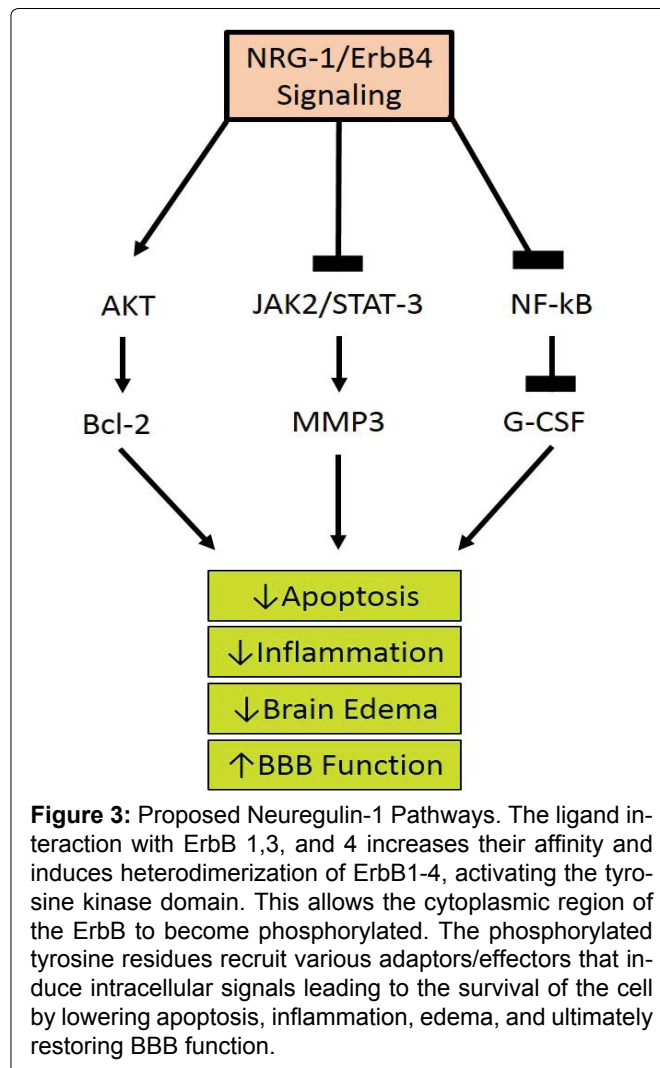 NRG-1/ErbB4
Signaling
AKT JAK2/STAT-3 NF-kB
Bcl-2 MMP3 G-CSF
↓Apoptosis
↓Inflammation
↓Brain Edema
↑BBB Function
Figure 3: Proposed Neuregulin-1 Pathways. The ligand in-
teraction with ErbB 1,3, and 4 increases their affinity and
induces heterodimerization of ErbB1-4, activating the tyro-
sine kinase domain. This allows the cytoplasmic region of
the ErbB to become phosphorylated. The phosphorylated
tyrosine residues recruit various adaptors/effectors that in-
duce intracellular signals leading to the survival of the cell
by lowering apoptosis, inflammation, edema, and ultimately
restoring BBB function.